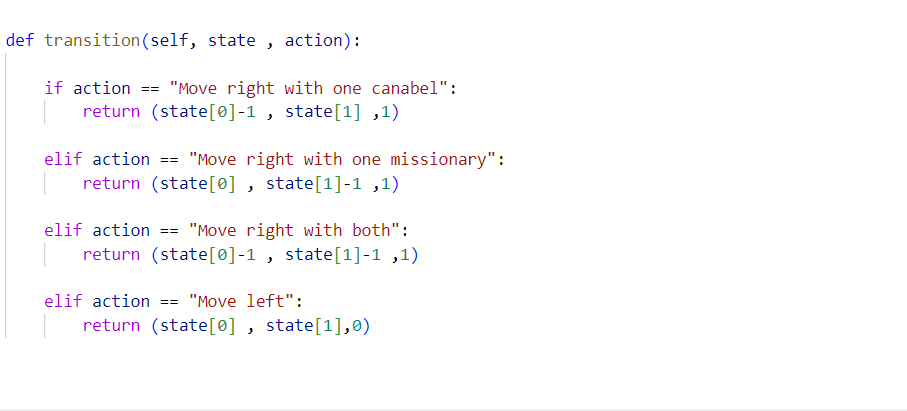 def transition(self, state , action):
if action == "Move right with one canabel":
return (state[0]-1 , state[1] ,1)
elif action == "Move right with one missionary":
return (state[0] , state[1]-1 ,1)
elif action == "Move right with both":
return (state[0]-1 , state[1]-1 ,1)
elif action == "Move left":
return (state[0] , state[1],0)